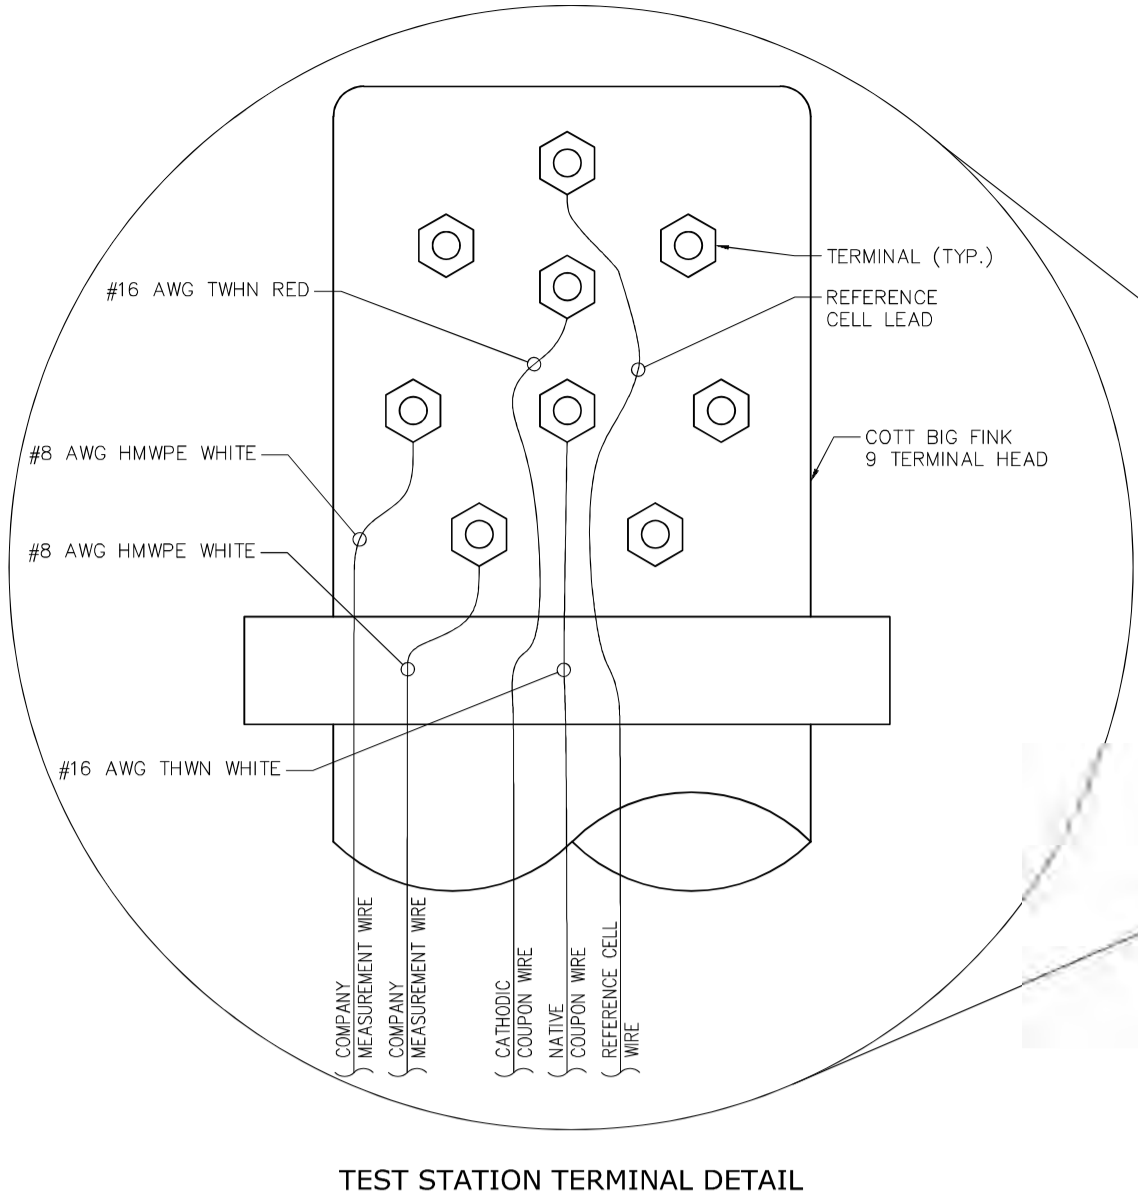 TERMINAL (TYP.)
#16 AWG TWHN RED
REFERENCE
CELL LEAD
COTT BIG FINK
9 TERMINAL HEAD
#8 AWG HMWPE WHITE
#8 AWG HMWPE WHITE
#16 AWG THWN WHITE
COMPANY
MEASUREMENT WIRE
COMPANY
MEASUREMENT WIRE
CATHODIC
COUPON WIRE
NATIVE
COUPON WIRE
REFERENCE CELL
WIRE
TEST STATION TERMINAL DETAIL